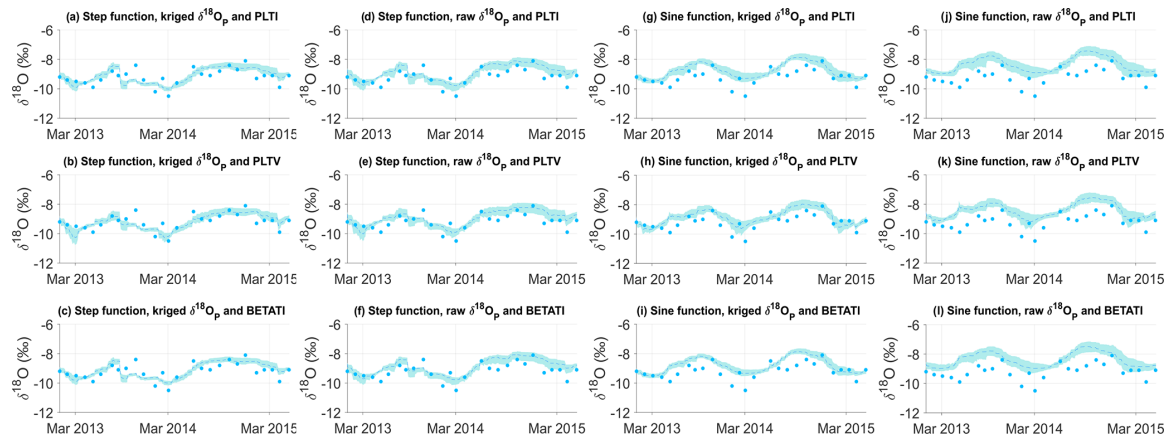 (a) Step function, kriged δ¹⁸Oₚ and PLTI
-6
-8
-10
-12
δ¹⁸O (‰)
Mar 2013 Mar 2014 Mar 2015
(d) Step function, raw δ¹⁸Oₚ and PLTI
-6
-8
-10
-12
δ¹⁸O (‰)
Mar 2013 Mar 2014 Mar 2015
(g) Sine function, kriged δ¹⁸Oₚ and PLTI
-6
-8
-10
-12
δ¹⁸O (‰)
Mar 2013 Mar 2014 Mar 2015
(j) Sine function, raw δ¹⁸Oₚ and PLTI
-6
-8
-10
-12
δ¹⁸O (‰)
Mar 2013 Mar 2014 Mar 2015
(b) Step function, kriged δ¹⁸Oₚ and PLTV
-6
-8
-10
-12
δ¹⁸O (‰)
Mar 2013 Mar 2014 Mar 2015
(e) Step function, raw δ¹⁸Oₚ and PLTV
-6
-8
-10
-12
δ¹⁸O (‰)
Mar 2013 Mar 2014 Mar 2015
(h) Sine function, kriged δ¹⁸Oₚ and PLTV
-6
-8
-10
-12
δ¹⁸O (‰)
Mar 2013 Mar 2014 Mar 2015
(k) Sine function, raw δ¹⁸Oₚ and PLTV
-6
-8
-10
-12
δ¹⁸O (‰)
Mar 2013 Mar 2014 Mar 2015
(c) Step function, kriged δ¹⁸Oₚ and BETATI
-6
-8
-10
-12
δ¹⁸O (‰)
Mar 2013 Mar 2014 Mar 2015
(f) Step function, raw δ¹⁸Oₚ and BETATI
-6
-8
-10
-12
δ¹⁸O (‰)
Mar 2013 Mar 2014 Mar 2015
(i) Sine function, kriged δ¹⁸Oₚ and BETATI
-6
-8
-10
-12
δ¹⁸O (‰)
Mar 2013 Mar 2014 Mar 2015
(l) Sine function, raw δ¹⁸Oₚ and BETATI
-6
-8
-10
-12
δ¹⁸O (‰)
Mar 2013 Mar 2014 Mar 2015